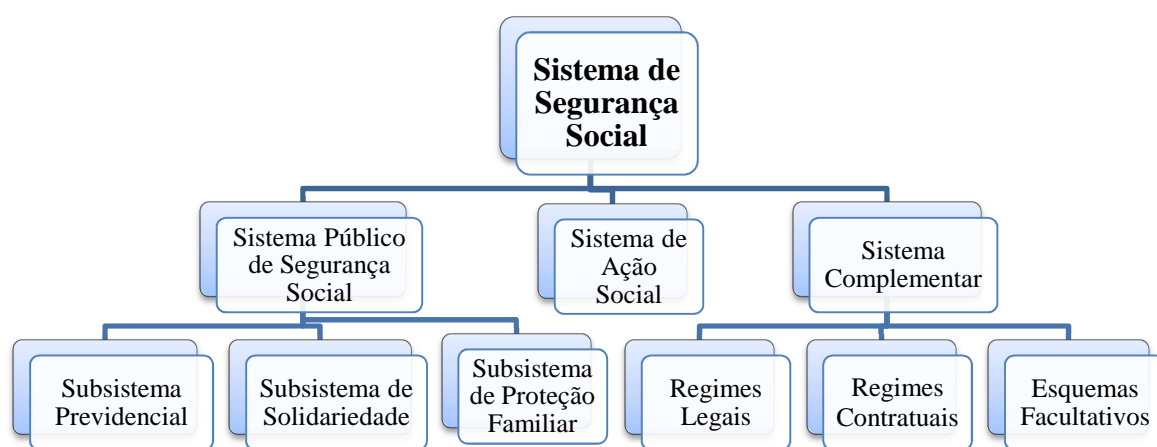 Sistema de
Segurança
Social
Sistema Público
de Segurança
Social
Sistema de
Ação
Social
Sistema
Complementar
Subsistema
Previdencial
Subsistema de
Solidariedade
Subsistema
de Proteção
Familiar
Regimes
Legais
Regimes
Contratuais
Esquemas
Facultativos